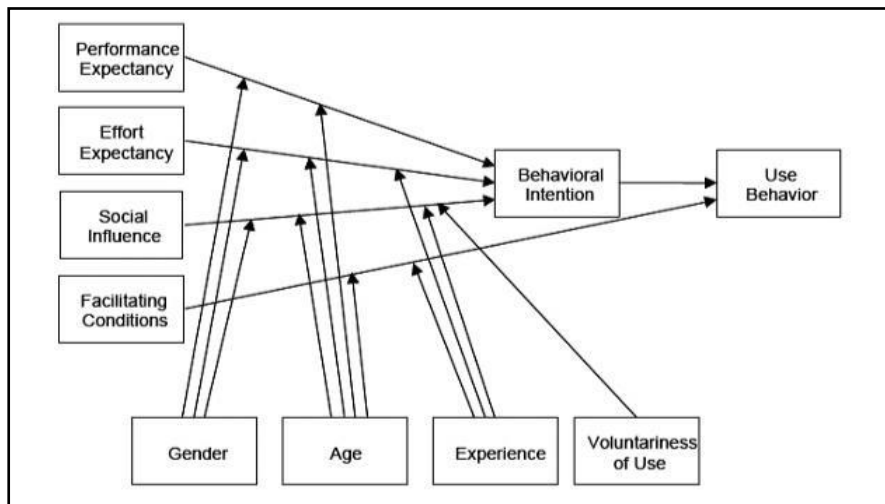 Performance
Expectancy
Effort
Expectancy
Social
Influence
Facilitating
Conditions
Behavioral
Intention
Use
Behavior
Gender
Age
Experience
Voluntariness
of Use